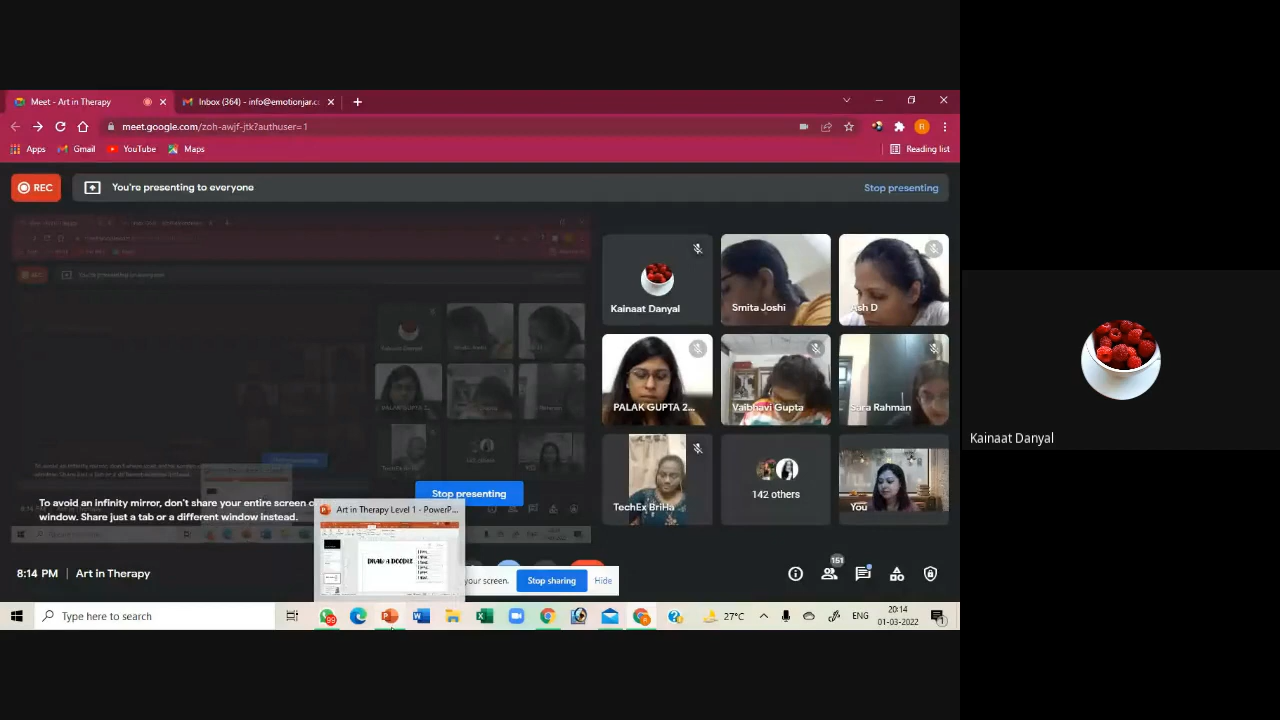 Meet - Art in Therapy
Inbox (364) - info@emotionjar.c
meet.google.com/zoh-awjf-jtk?authuser=1
R
Apps
Gmail
YouTube
Maps
Reading list
REC
You're presenting to everyone
Stop presenting
Kainaat Danyal
Smita Joshi
Ash D
PALAK GUPTA 2...
Vaibhavi Gupta
Sara Rahman
TechEx BriHa
142 others
You
Stop presenting
To avoid an infinity mirror, don't share your entire screen o
window. Share just a tab or a different window instead.
Art in Therapy Level 1 - PowerP...
DRAW A DOODLE
your screen.
Stop sharing
Hide
8:14 PM | Art in Therapy
151
Type here to search
99
27°C
ENG
20:14
01-03-2022
1
Kainaat Danyal